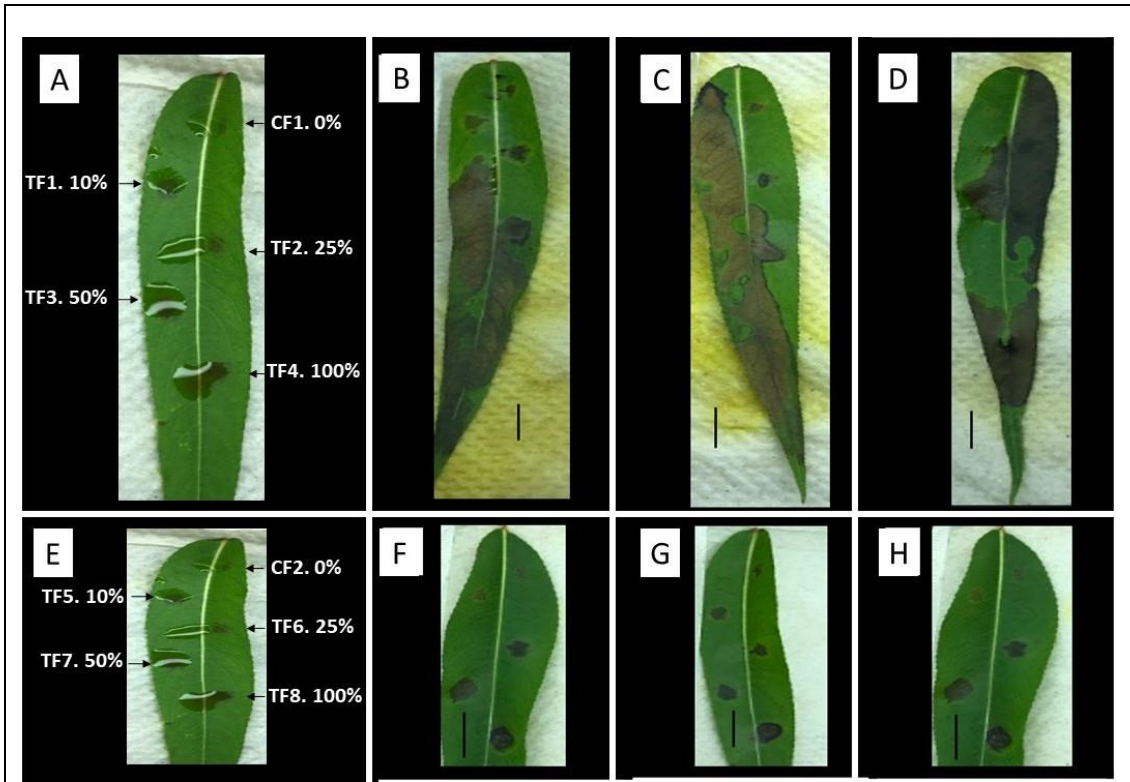 A
CF1. 0%
TF1. 10%
TF2. 25%
TF3. 50%
TF4. 100%
B
C
D
E
CF2. 0%
TF5. 10%
TF6. 25%
TF7. 50%
TF8. 100%
F
G
H